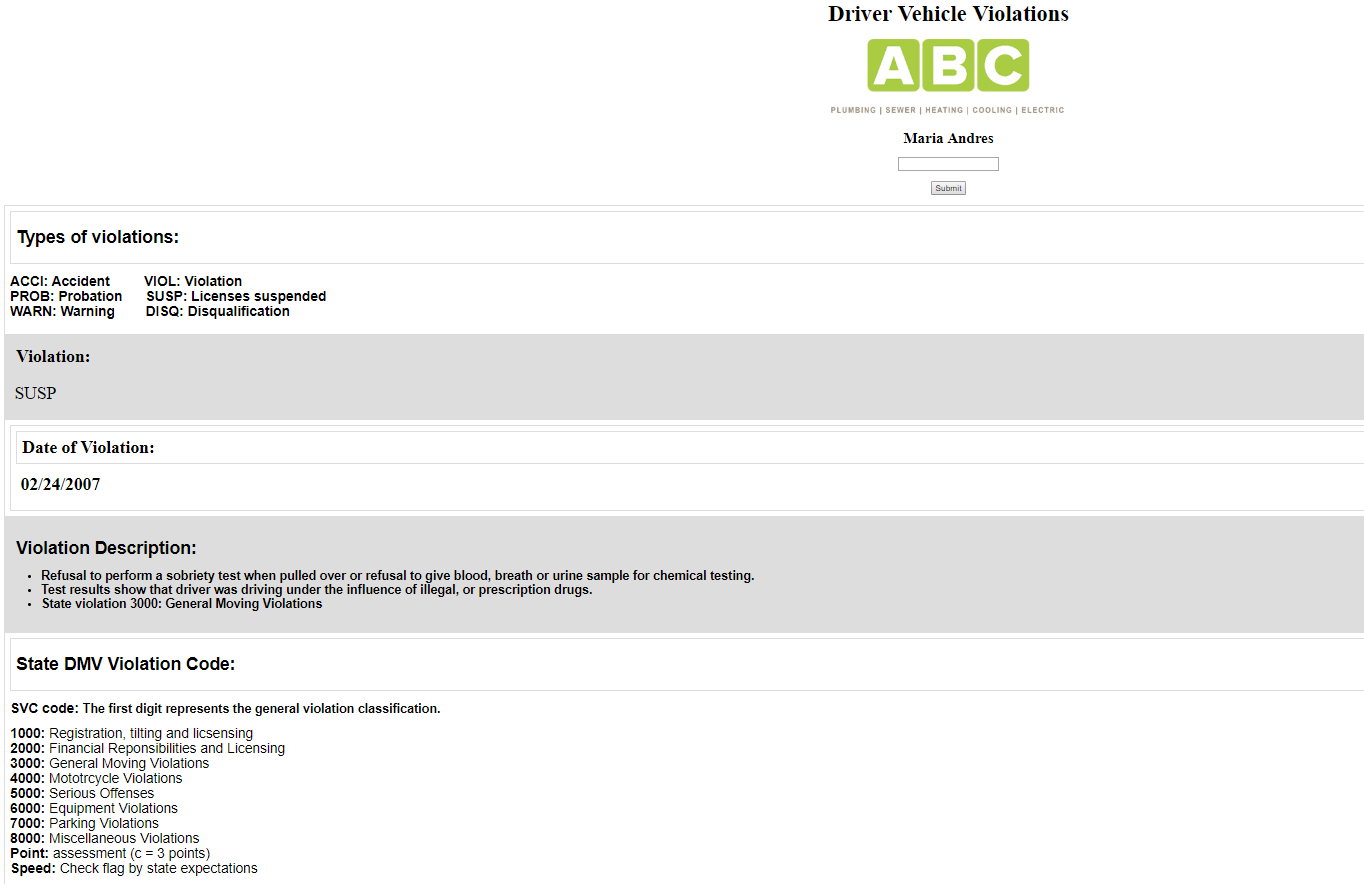 Driver Vehicle Violations
ABC
PLUMBING | SEWER | HEATING | COOLING | ELECTRIC
Maria Andres
Submit
Types of violations:
ACCI: Accident VIOL: Violation
PROB: Probation SUSP: Licenses suspended
WARN: Warning DISQ: Disqualification
Violation:
SUSP
Date of Violation:
02/24/2007
Violation Description:
• Refusal to perform a sobriety test when pulled over or refusal to give blood, breath or urine sample for chemical testing.
• Test results show that driver was driving under the influence of illegal, or prescription drugs.
• State violation 3000: General Moving Violations
State DMV Violation Code:
SVC code: The first digit represents the general violation classification.
1000: Registration, tilting and licsensing
2000: Financial Reponsibilities and Licensing
3000: General Moving Violations
4000: Mototrcycle Violations
5000: Serious Offenses
6000: Equipment Violations
7000: Parking Violations
8000: Miscellaneous Violations
Point: assessment (c = 3 points)
Speed: Check flag by state expectations